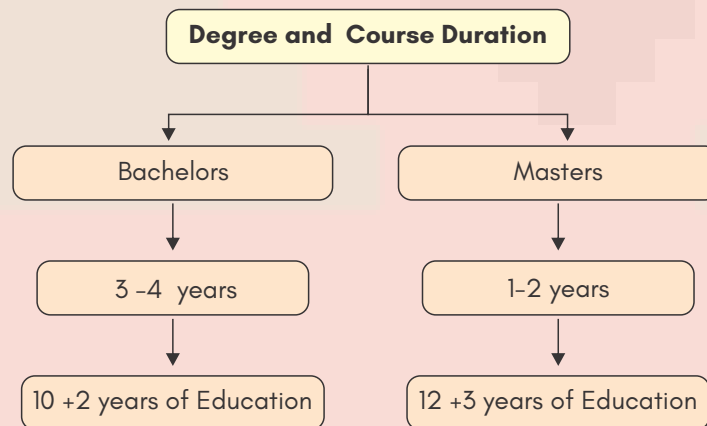 Degree and Course Duration
Bachelors
Masters
3 -4 years
1-2 years
10 +2 years of Education
12 +3 years of Education